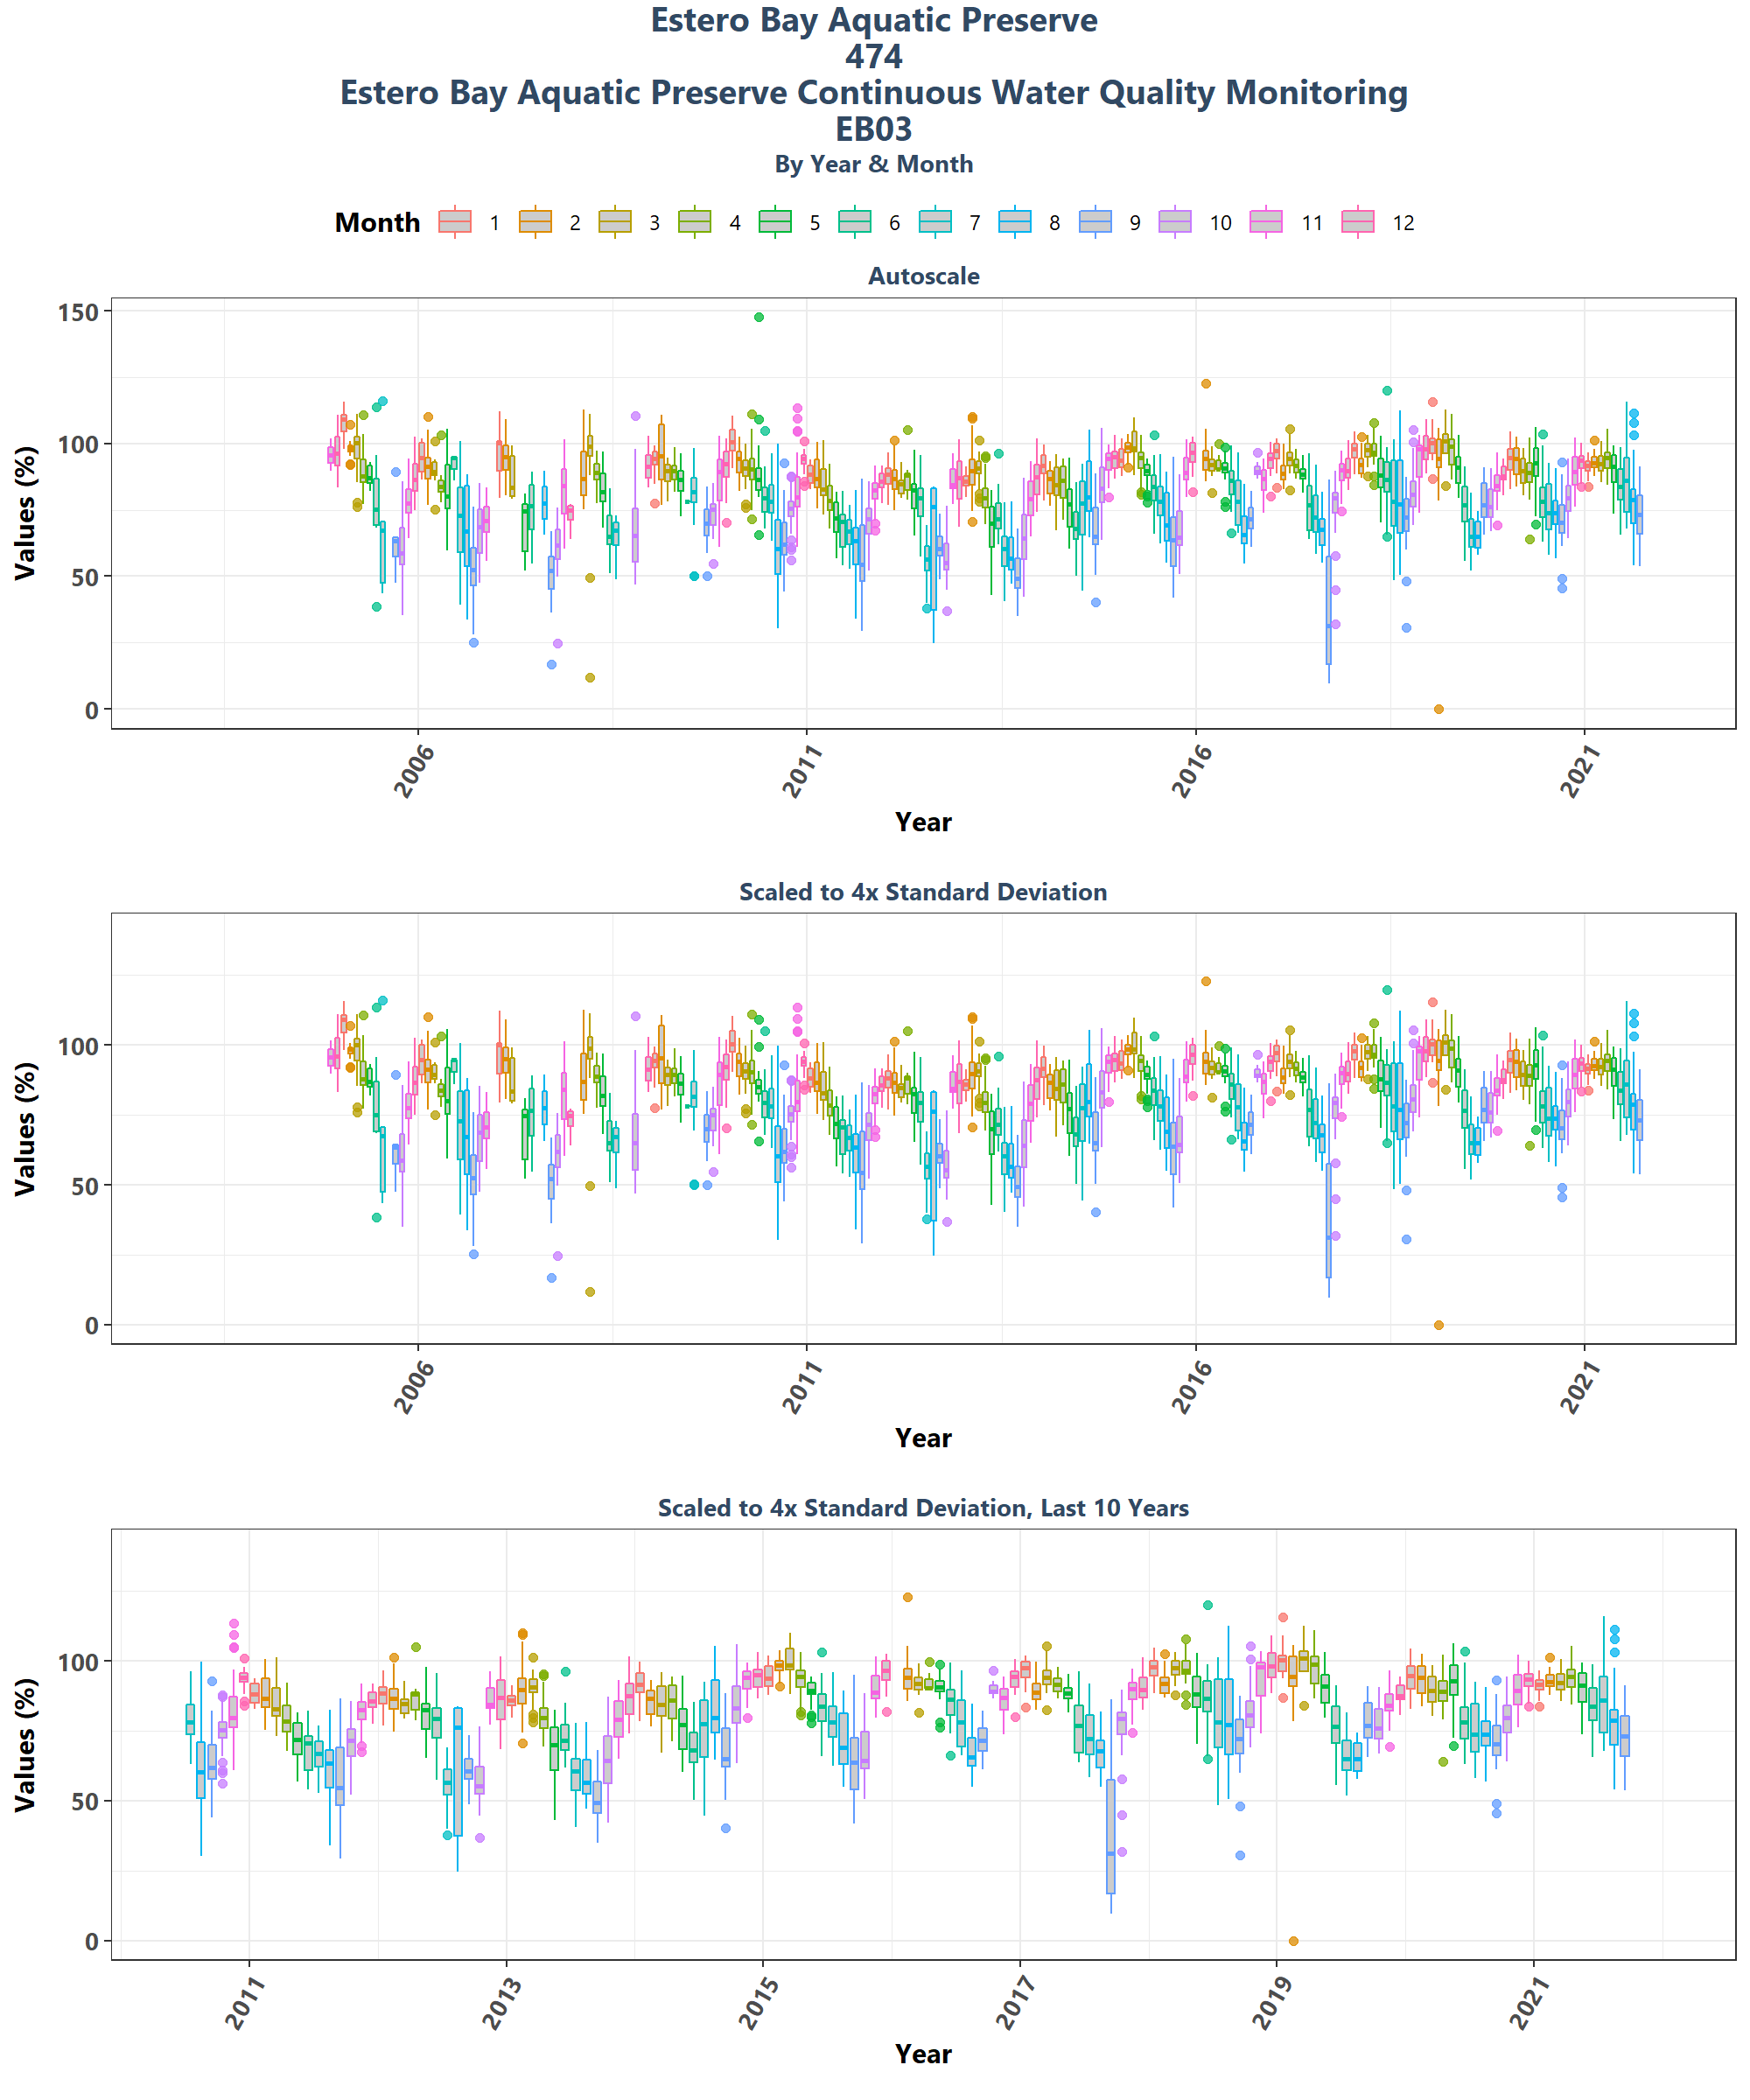 Estero Bay Aquatic Preserve
474
Estero Bay Aquatic Preserve Continuous Water Quality Monitoring
EB03
By Year & Month
Month 1 2 3 4 5 6 7 8 9 10 11 12
Autoscale
Values (%)
150
100
50
0
2006 2011 2016 2021
Year
Scaled to 4x Standard Deviation
Values (%)
100
50
0
2006 2011 2016 2021
Year
Scaled to 4x Standard Deviation, Last 10 Years
Values (%)
100
50
0
2011 2013 2015 2017 2019 2021
Year